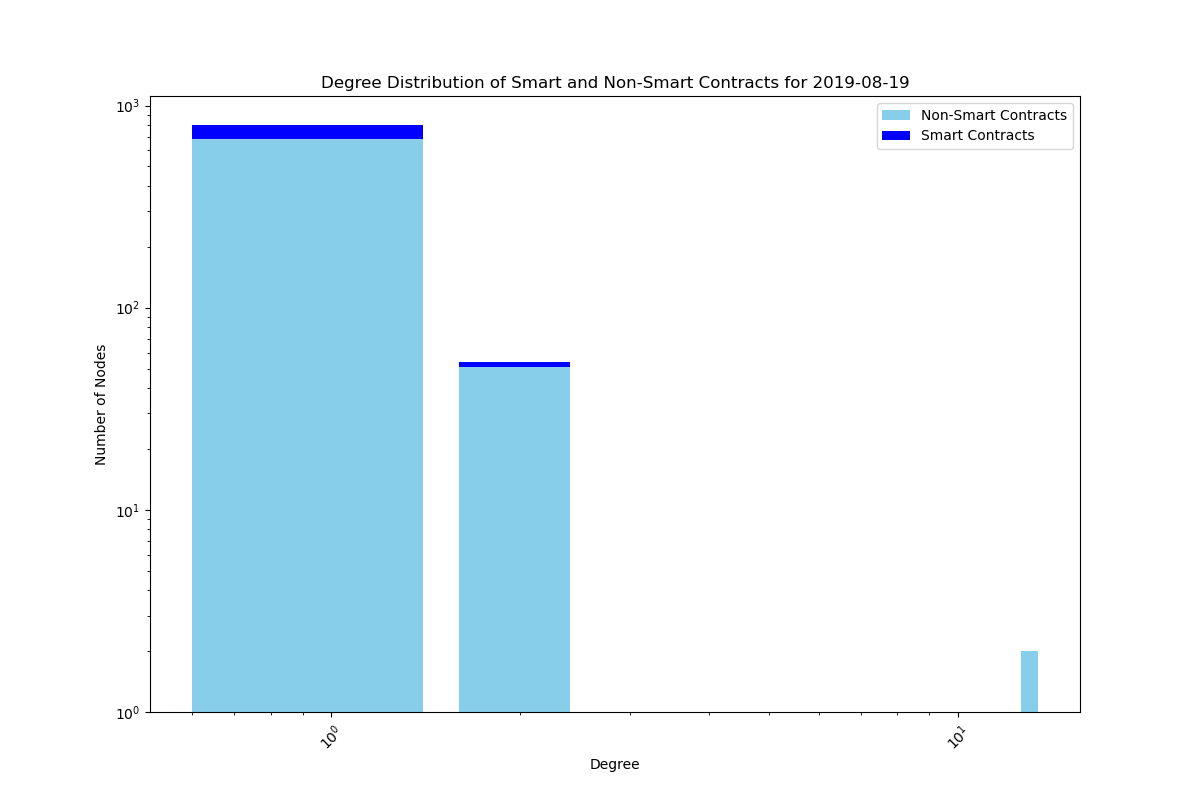 Degree Distribution of Smart and Non-Smart Contracts for 2019-08-19
Non-Smart Contracts
Smart Contracts
Number of Nodes
10³
10²
10¹
10⁰
10⁰
10¹
Degree